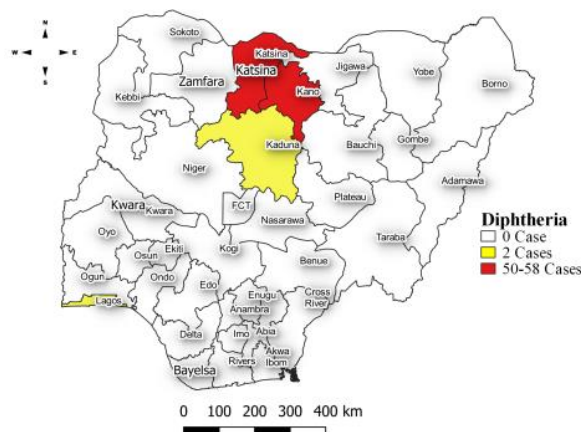 N
W E
S
Sokoto
Katsina
Katsina
Zamfara
Jigawa
Yobe
Borno
Kebbi
Kano
Kaduna
Bauchi
Gombe
Adamawa
Niger
Plateau
FCT
Nasarawa
Taraba
Kwara
Kwara
Oyo
Kogi
Benue
Osun
Ekiti
Ogun
Ondo
Edo
Lagos
Enugu
Anambra
Cross
River
Delta
Imo
Abia
Bayelsa
Rivers
Akwa
Ibom
Diphtheria
0 Case
2 Cases
50-58 Cases
0 100 200 300 400 km